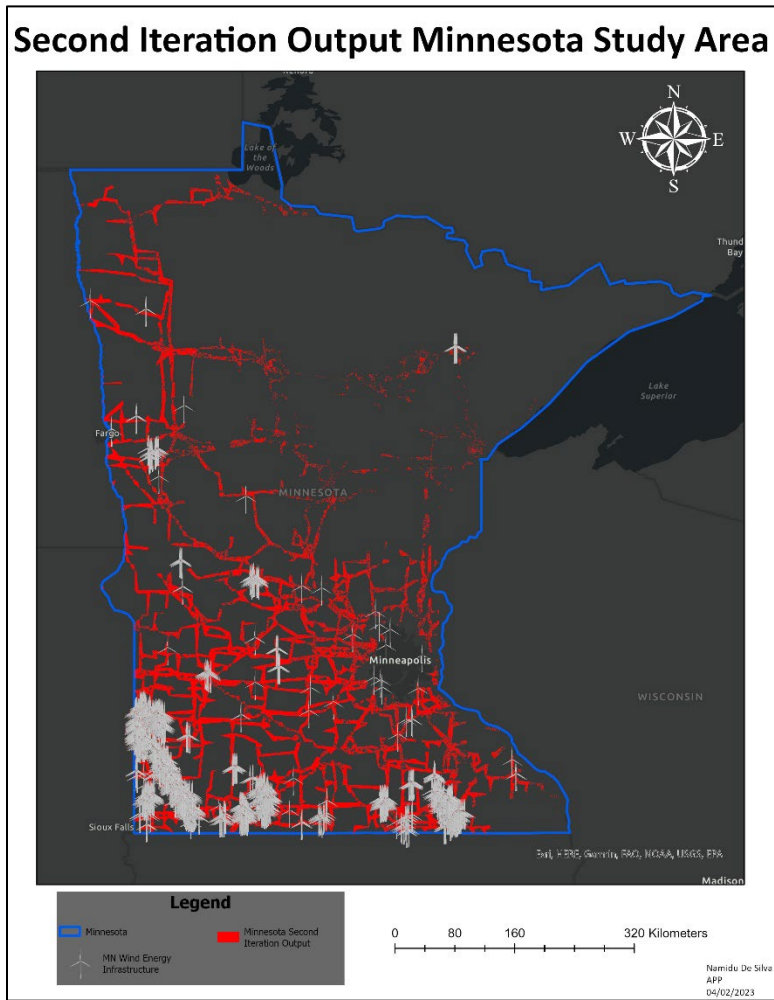 Second Iteration Output Minnesota Study Area
N
W E
S
Lake of
the
Woods
Thund
Bay
Lake
Superior
Fargo
MINNESOTA
Minneapolis
WISCONSIN
Sioux Falls
Esri, HERE, Garmin, FAO, NOAA, USGS, EPA
Madison
Legend
Minnesota
Minnesota Second
Iteration Output
MN Wind Energy
Infrastructure
0 80 160 320 Kilometers
Namidu De Silva
APP
04/02/2023